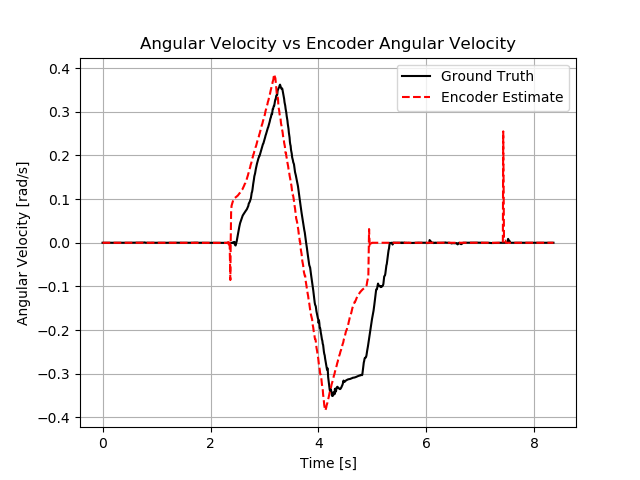 Angular Velocity vs Encoder Angular Velocity
Angular Velocity [rad/s]
0.4
0.3
0.2
0.1
0.0
−0.1
−0.2
−0.3
−0.4
Ground Truth
Encoder Estimate
0 2 4 6 8
Time [s]